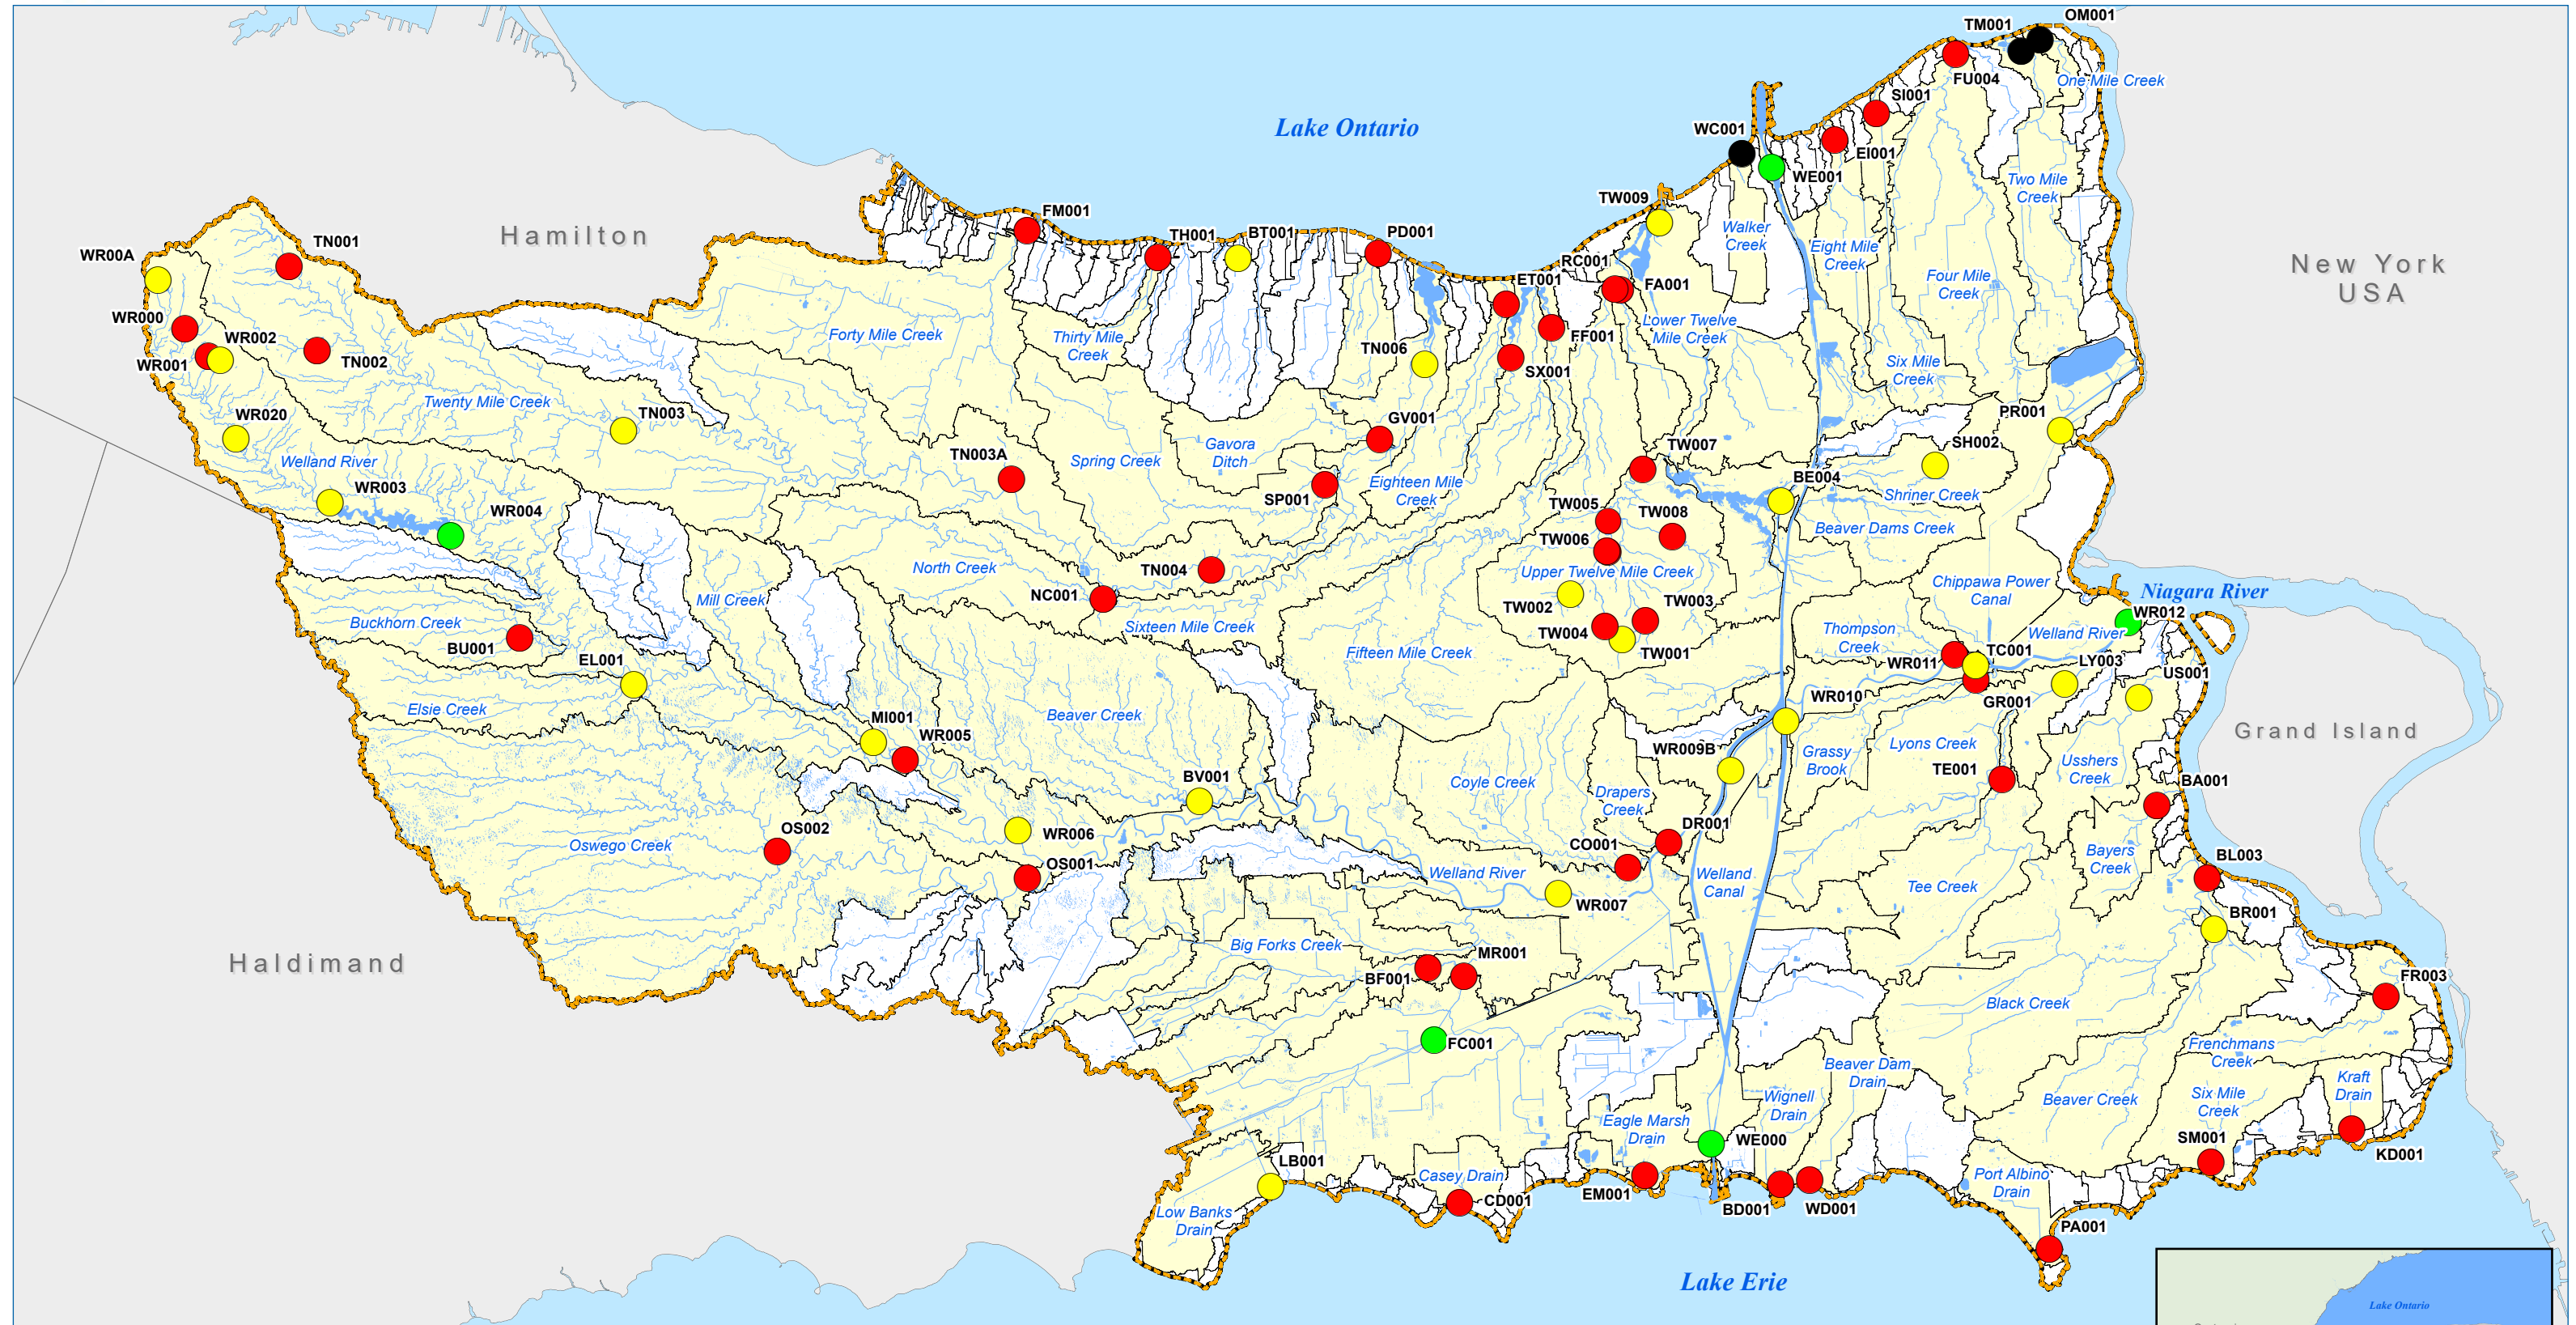 OM001
TM001
One Mile Creek
FU004
SI001
Lake Ontario
WC001
EI001
WE001
Two Mile
Creek
TW009
FM001
Hamilton
TH001
BT001
PD001
Walker
Creek
TN001
WR00A
Eight Mile
Creek
RC001
New York
USA
ET001
FA001
Four Mile
Creek
WR000
Lower Twelve
Mile Creek
WR002
Forty Mile Creek
Thirty Mile
Creek
FF001
TN006
WR001
TN002
SX001
Six Mile
Creek
Twenty Mile Creek
WR020
TN003
PR001
GV001
SH002
Gavora
Ditch
TW007
TN003A
Spring Creek
Welland River
BE004
WR003
SP001
Eighteen Mile
Creek
Shriner Creek
TW005
WR004
TW008
Beaver Dams Creek
TW006
North Creek
TN004
Upper Twelve Mile Creek
Chippawa Power
Canal
Niagara River
NC001
Mill Creek
TW002
TW003
WR012
Buckhorn Creek
Sixteen Mile Creek
TW004
Thompson
Creek
Welland River
BU001
Fifteen Mile Creek
TW001
TC001
EL001
WR011
LY003
US001
WR010
GR001
Elsie Creek
Beaver Creek
MI001
WR005
Grand Island
WR009B
Grassy
Brook
Lyons Creek
Usshers
Creek
TE001
BV001
Coyle Creek
BA001
Drapers
Creek
OS002
WR006
DR001
Oswego Creek
CO001
Bayers
Creek
BL003
OS001
Welland River
Welland
Canal
Tee Creek
WR007
BR001
Big Forks Creek
MR001
Haldimand
BF001
FR003
Black Creek
FC001
Frenchmans
Creek
Beaver Dam
Drain
Kraft
Drain
Wignell
Drain
Beaver Creek
Six Mile
Creek
Eagle Marsh
Drain
WE000
SM001
KD001
LB001
Casey Drain
Port Albino
Drain
EM001
CD001
BD001
WD001
Low Banks
Drain
PA001
Lake Erie
Lake Ontario